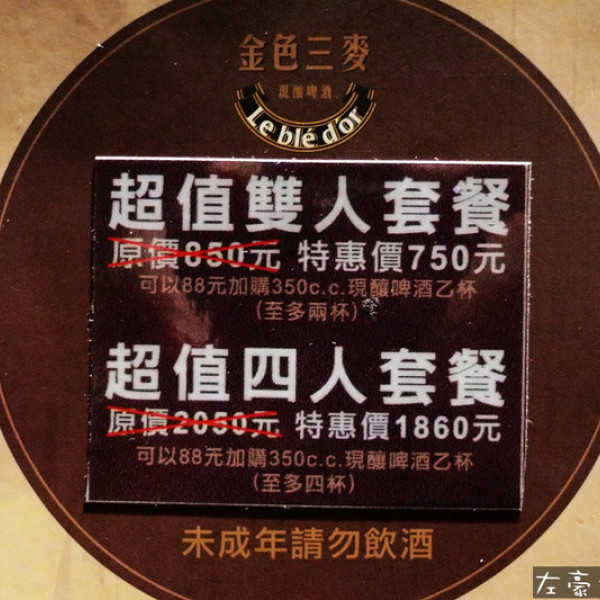 金色三麥
現釀啤酒
Le blé d'or
超值雙人套餐
原價850元 特惠價750元
可以88元加購350c.c.現釀啤酒乙杯
(至多兩杯)
超值四人套餐
原價2050元 特惠價1860元
可以88元加購350c.c.現釀啤酒乙杯
(至多四杯)
未成年請勿飲酒
左豪